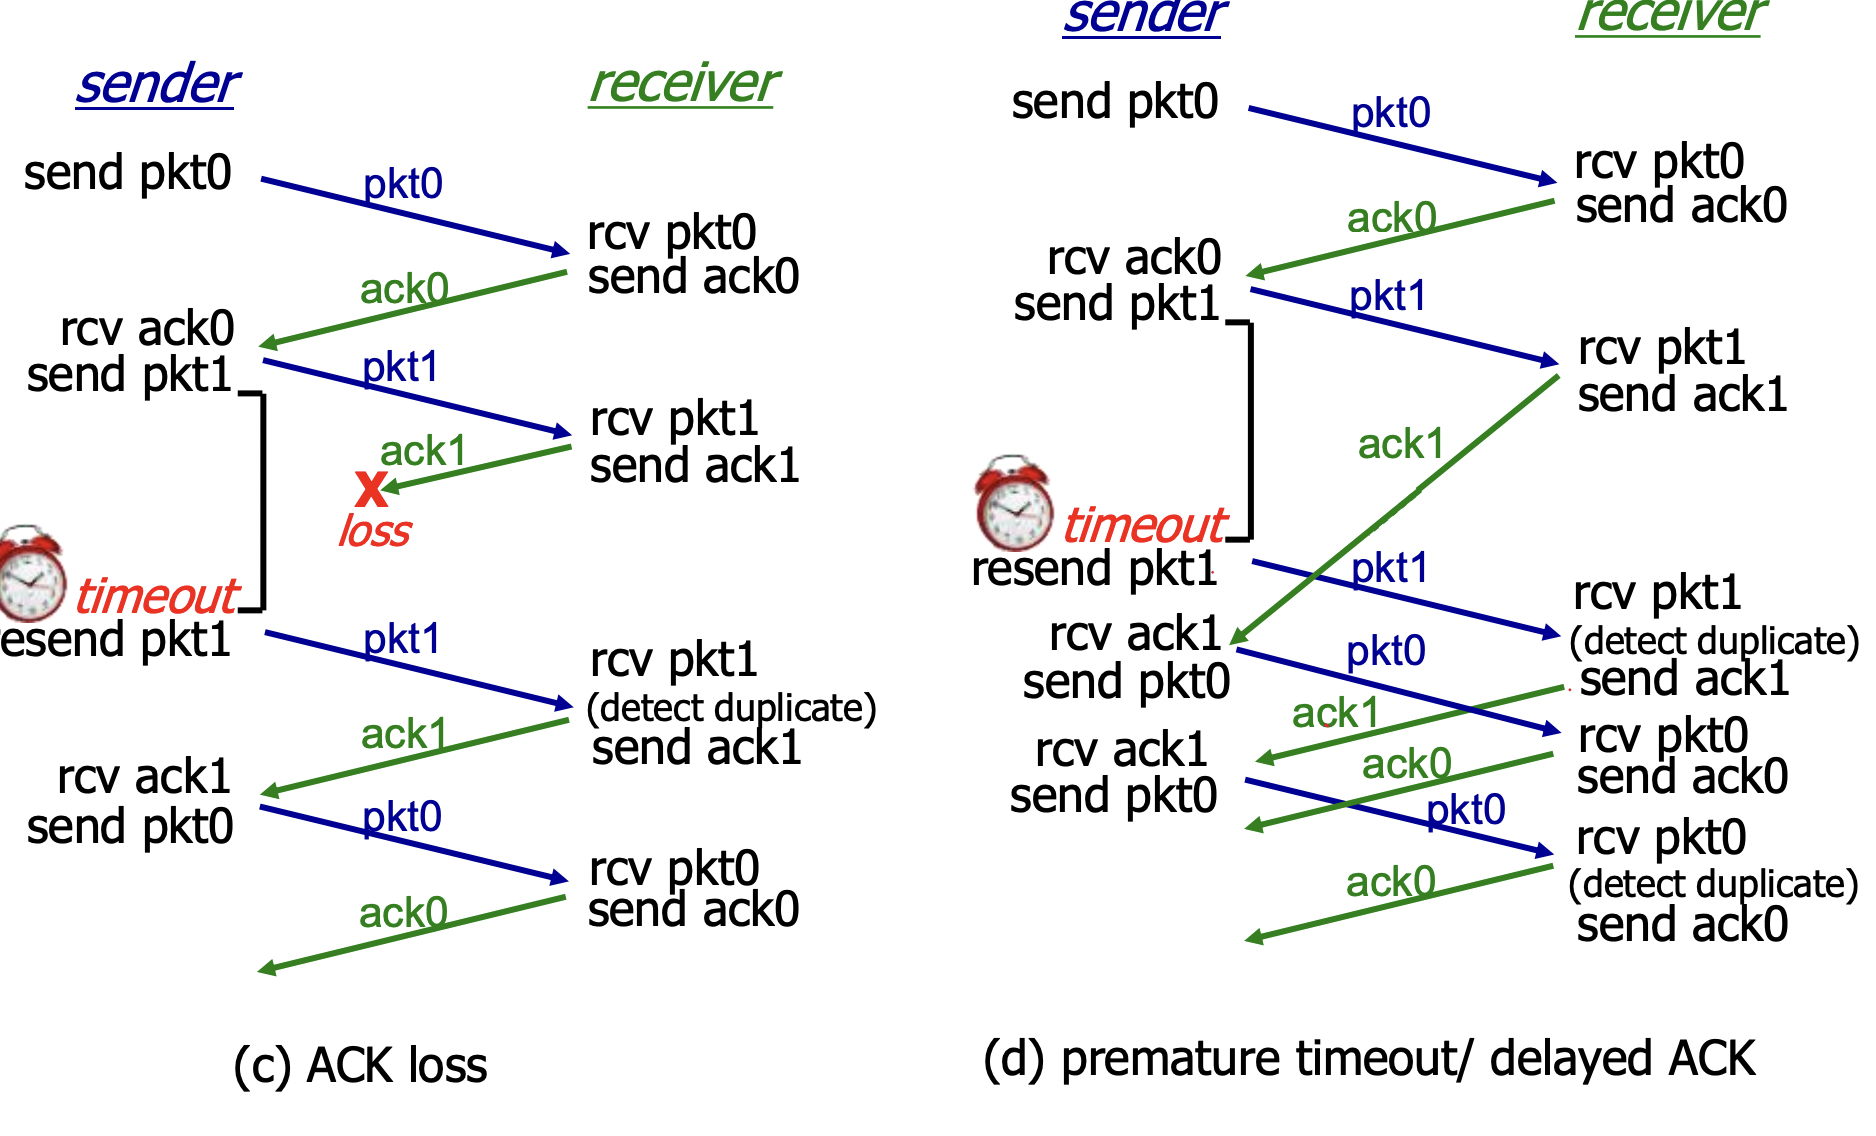 sender
receiver
send pkt0
pkt0
rcv pkt0
send ack0
ack0
rcv ack0
send pkt1
pkt1
rcv pkt1
send ack1
ack1
X
loss
timeout
resend pkt1
pkt1
rcv pkt1
(detect duplicate)
send ack1
ack1
rcv ack1
send pkt0
pkt0
rcv pkt0
send ack0
ack0
(c) ACK loss
sender
receiver
send pkt0
pkt0
rcv pkt0
send ack0
ack0
rcv ack0
send pkt1
pkt1
rcv pkt1
send ack1
ack1
timeout
resend pkt1
pkt1
rcv pkt1
(detect duplicate)
send ack1
rcv ack1
send pkt0
pkt0
ack1
rcv pkt0
send ack0
rcv ack1
send pkt0
ack0
pkt0
rcv pkt0
(detect duplicate)
send ack0
ack0
(d) premature timeout/ delayed ACK